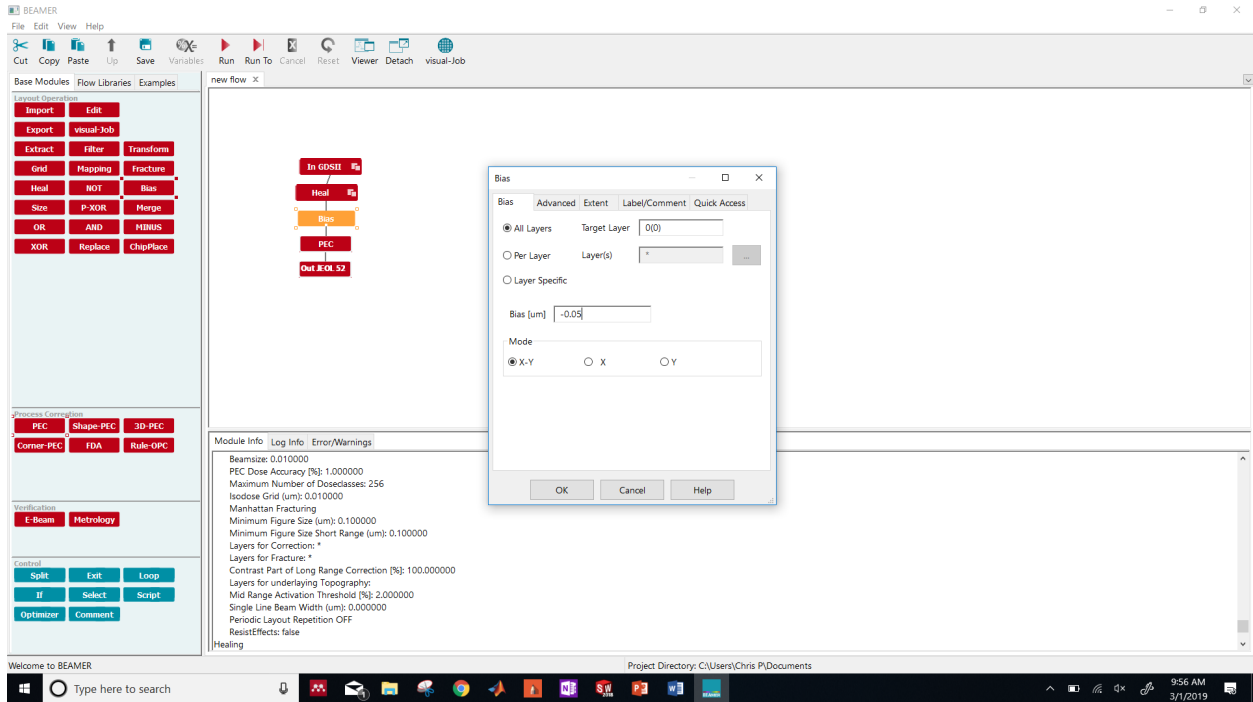 BEAMER
File Edit View Help
Cut Copy Paste Up Save Variables Run Run To Cancel Reset Viewer Detach visual-Job
Base Modules Flow Libraries Examples
new flow X
Layout Operation
Import Edit
Export visual-Job
Extract Filter Transform
Grid Mapping Fracture
Heal NOT Bias
Size P-XOR Merge
OR AND MINUS
XOR Replace ChipPlace
In GDSII
Heal
Bias
PEC
Out JEOL 52
Bias
Bias Advanced Extent Label/Comment Quick Access
All Layers Target Layer 0(0)
Per Layer Layer(s) * ...
Layer Specific
Bias [um] -0.05
Mode
X-Y X Y
OK Cancel Help
Process Correction
PEC Shape-PEC 3D-PEC
Corner-PEC FDA Rule-OPC
Verification
E-Beam Metrology
Control
Split Exit Loop
If Select Script
Optimizer Comment
Module Info Log Info Error/Warnings
Beamsize: 0.010000
PEC Dose Accuracy [%]: 1.000000
Maximum Number of Doseclasses: 256
Isodose Grid (um): 0.010000
Manhattan Fracturing
Minimum Figure Size (um): 0.100000
Minimum Figure Size Short Range (um): 0.100000
Layers for Correction: *
Layers for Fracture: *
Contrast Part of Long Range Correction [%]: 100.000000
Layers for underlaying Topography:
Mid Range Activation Threshold [%]: 2.000000
Single Line Beam Width (um): 0.000000
Periodic Layout Repetition OFF
ResistEffects: false
Healing
Welcome to BEAMER
Project Directory: C:\Users\Chris P\Documents
Type here to search
9:56 AM
3/1/2019